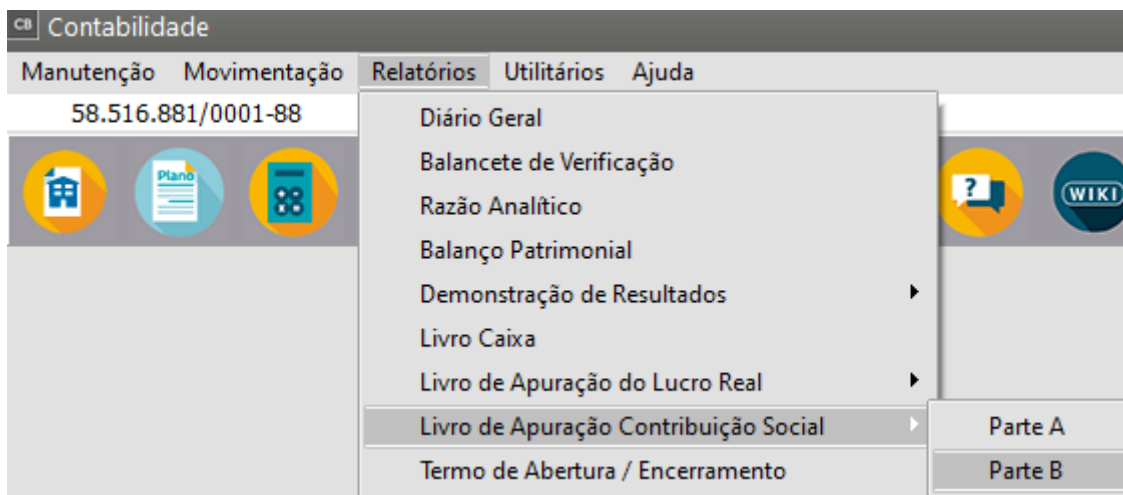 CB Contabilidade
Manutenção Movimentação Relatórios Utilitários Ajuda
58.516.881/0001-88
Plano
?
WIKI
Diário Geral
Balancete de Verificação
Razão Analítico
Balanço Patrimonial
Demonstração de Resultados
Livro Caixa
Livro de Apuração do Lucro Real
Livro de Apuração Contribuição Social
Parte A
Termo de Abertura / Encerramento
Parte B